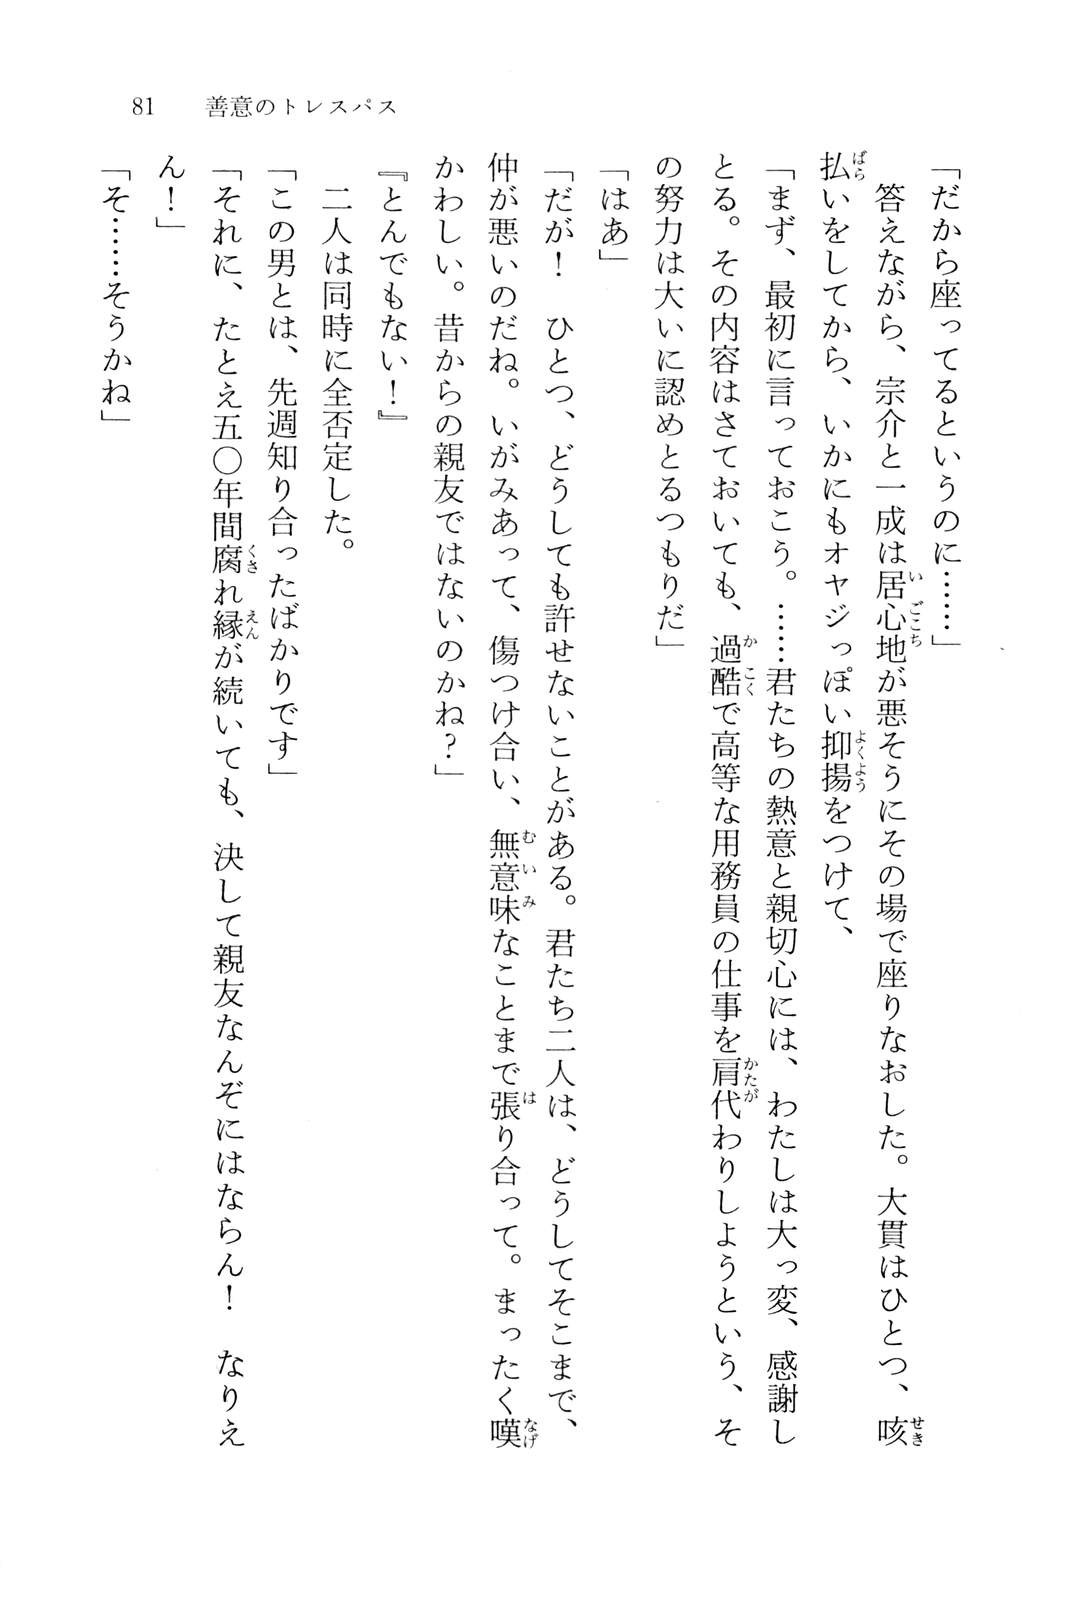 81　善意のトレスパス
「だから座ってるというのに……」
　答えながら、宗介と一成は居心地が悪そうにその場で座りなおした。大貫はひとつ、咳
払いをしてから、いかにもオヤジっぽい抑揚をつけて、
「まず、最初に言っておこう。……君たちの熱意と親切心には、わたしは大っ変、感謝し
とる。その内容はさておいても、過酷で高等な用務員の仕事を肩代わりしようという、そ
の努力は大いに認めとるつもりだ」
「はあ」
「だが！　ひとつ、どうしても許せないことがある。君たち二人は、どうしてそこまで、
仲が悪いのだね。いがみあって、傷つけ合い、無意味なことまで張り合って。まったく嘆
かわしい。昔からの親友ではないのかね？」
『とんでもない！』
　二人は同時に全否定した。
「この男とは、先週知り合ったばかりです」
「それに、たとえ五〇年間腐れ縁が続いても、決して親友なんぞにはならん！　なりえ
ん！」
「そ……そうかね」